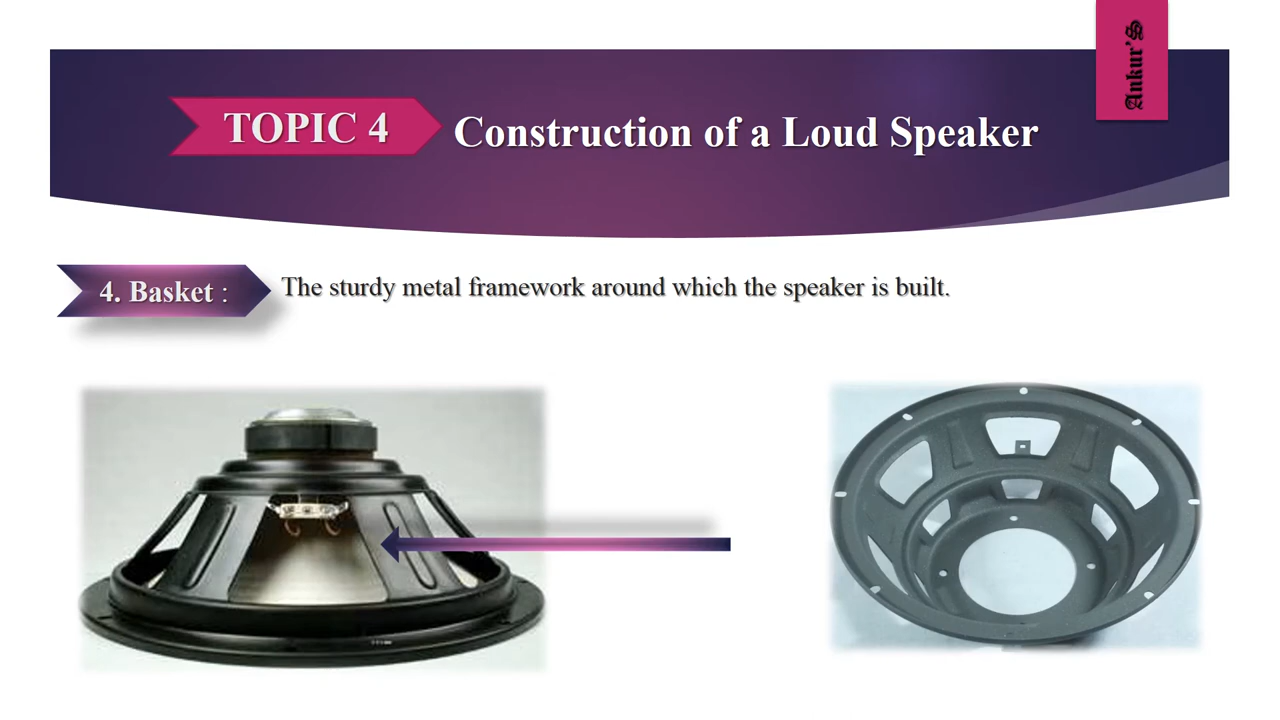 Ankur'S
TOPIC 4
Construction of a Loud Speaker
4. Basket :
The sturdy metal framework around which the speaker is built.